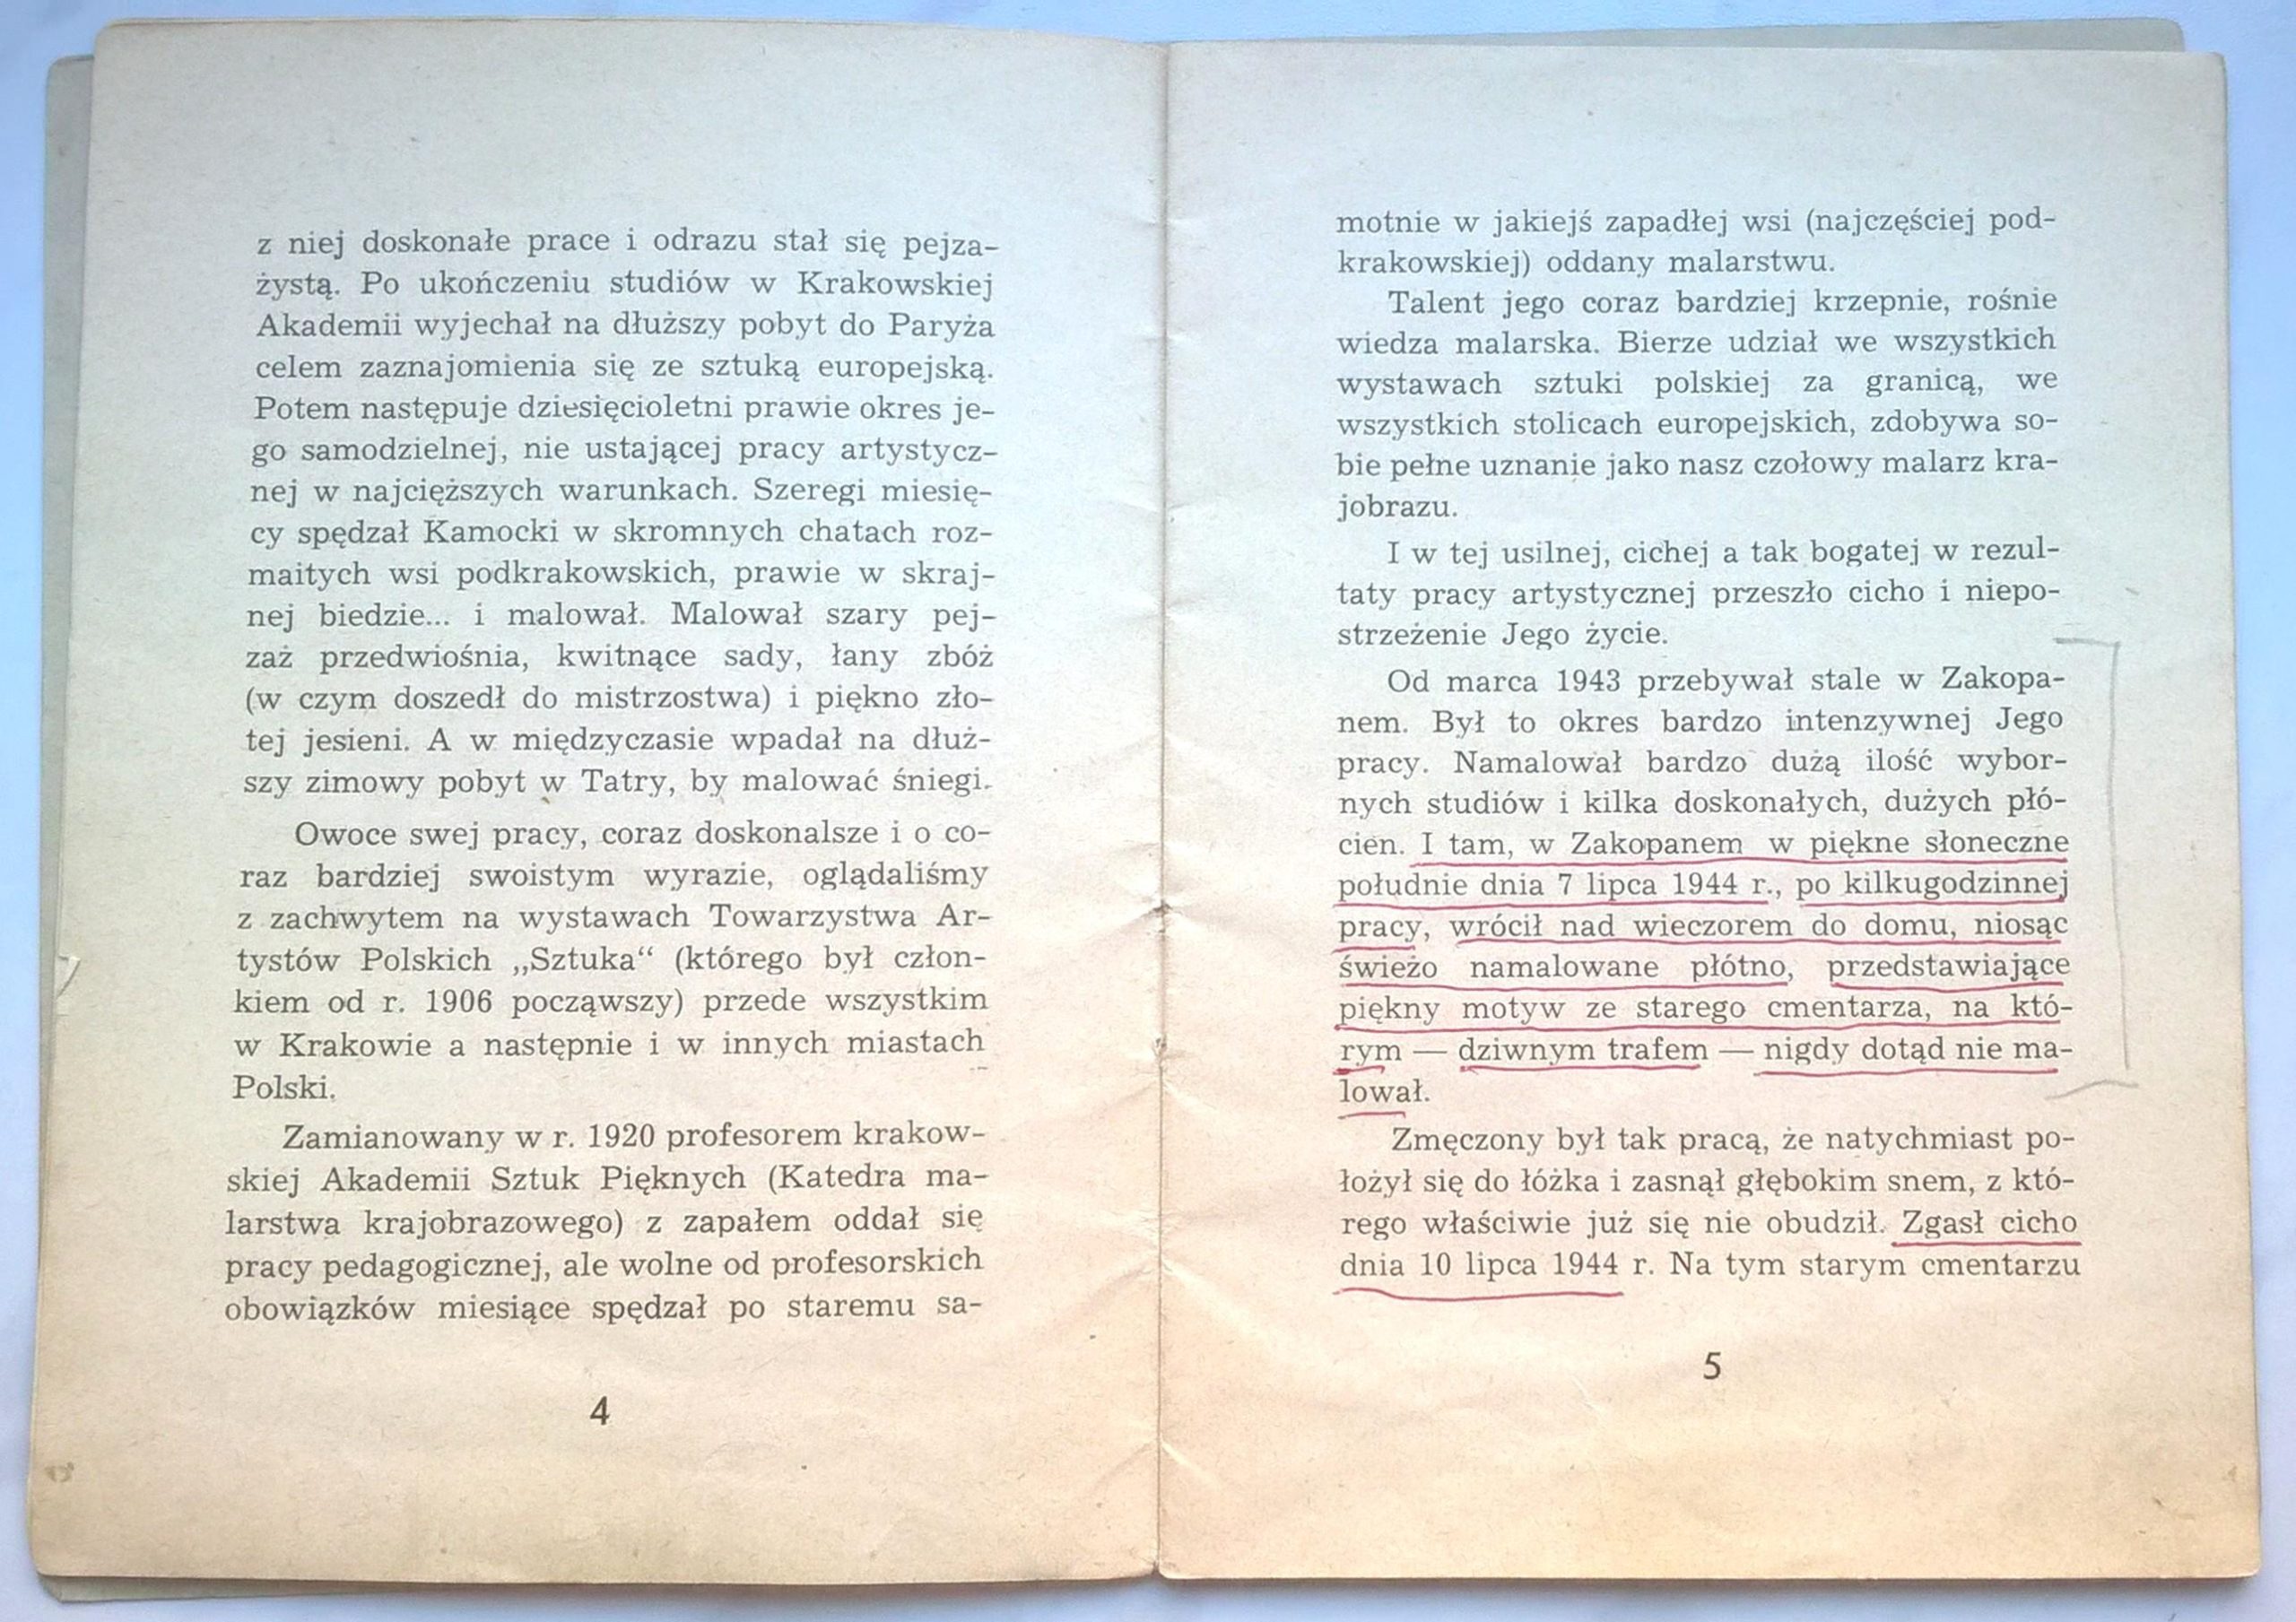 z niej doskonałe prace i odrazu stał się pejza-
żystą. Po ukończeniu studiów w Krakowskiej
Akademii wyjechał na dłuższy pobyt do Paryża
celem zaznajomienia się ze sztuką europejską.
Potem następuje dziesięcioletni prawie okres je-
go samodzielnej, nie ustającej pracy artystycz-
nej w najcięższych warunkach. Szeregi miesię-
cy spędzał Kamocki w skromnych chatach roz-
maitych wsi podkrakowskich, prawie w skraj-
nej biedzie... i malował. Malował szary pej-
zaż przedwiośnia, kwitnące sady, łany zbóż
(w czym doszedł do mistrzostwa) i piękno zło-
tej jesieni. A w międzyczasie wpadał na dłuż-
szy zimowy pobyt w Tatry, by malować śniegi.
Owoce swej pracy, coraz doskonalsze i o co-
raz bardziej swoistym wyrazie, oglądaliśmy
z zachwytem na wystawach Towarzystwa Ar-
tystów Polskich „Sztuka“ (którego był człon-
kiem od r. 1906 począwszy) przede wszystkim
w Krakowie a następnie i w innych miastach
Polski.
Zamianowany w r. 1920 profesorem krakow-
skiej Akademii Sztuk Pięknych (Katedra ma-
larstwa krajobrazowego) z zapałem oddał się
pracy pedagogicznej, ale wolne od profesorskich
obowiązków miesiące spędzał po staremu sa-
4
motnie w jakiejś zapadłej wsi (najczęściej pod-
krakowskiej) oddany malarstwu.
Talent jego coraz bardziej krzepnie, rośnie
wiedza malarska. Bierze udział we wszystkich
wystawach sztuki polskiej za granicą, we
wszystkich stolicach europejskich, zdobywa so-
bie pełne uznanie jako nasz czołowy malarz kra-
jobrazu.
I w tej usilnej, cichej a tak bogatej w rezul-
taty pracy artystycznej przeszło cicho i niepo-
strzeżenie Jego życie.
Od marca 1943 przebywał stale w Zakopa-
nem. Był to okres bardzo intenzywnej Jego
pracy. Namalował bardzo dużą ilość wybor-
nych studiów i kilka doskonałych, dużych płó-
cien. I tam, w Zakopanem w piękne słoneczne
południe dnia 7 lipca 1944 r., po kilkugodzinnej
pracy, wrócił nad wieczorem do domu, niosąc
świeżo namalowane płótno, przedstawiające
piękny motyw ze starego cmentarza, na któ-
rym — dziwnym trafem — nigdy dotąd nie ma-
lował.
Zmęczony był tak pracą, że natychmiast po-
łożył się do łóżka i zasnął głębokim snem, z któ-
rego właściwie już się nie obudził. Zgasł cicho
dnia 10 lipca 1944 r. Na tym starym cmentarzu
5